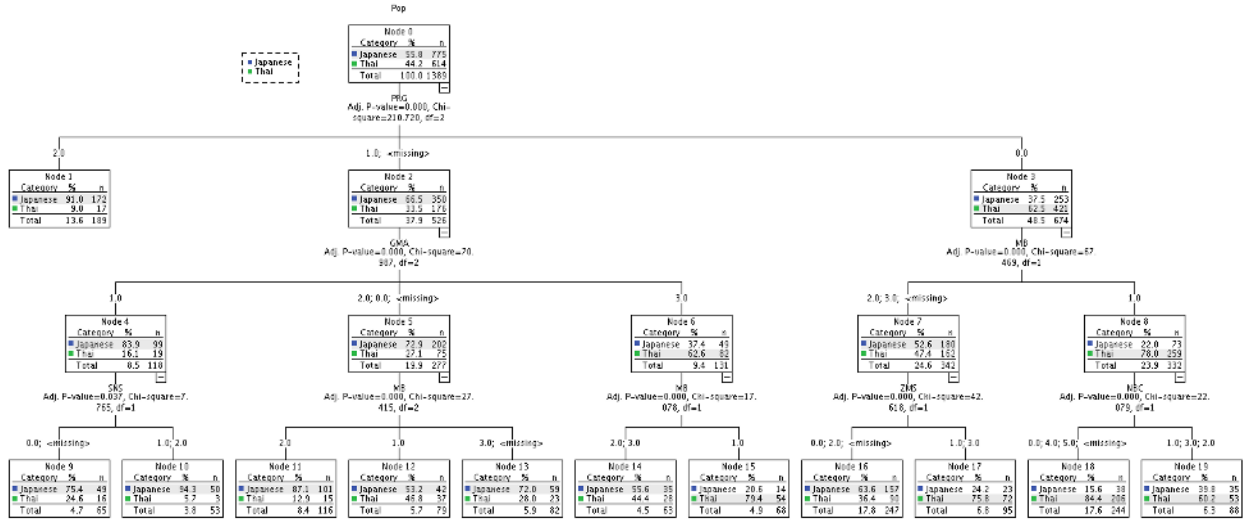 Pop
Node 0
Category % n
Japanese 55.8 775
Thai 44.2 614
Total 100.0 1389
Japanese
Thai
PRG
Adj. P-value=0.000, Chi-
square=210.720, df=2
2.0
1.0; <missing>
0.0
Node 1
Category % n
Japanese 91.0 172
Thai 9.0 17
Total 13.6 189
Node 2
Category % n
Japanese 66.5 350
Thai 33.5 176
Total 37.9 526
Node 3
Category % n
Japanese 37.5 253
Thai 62.5 421
Total 48.5 674
GMA
Adj. P-value=0.000, Chi-square=70.
987, df=2
MB
Adj. P-value=0.000, Chi-square=67.
469, df=1
1.0
2.0; 0.0; <missing>
3.0
2.0; 3.0; <missing>
1.0
Node 4
Category % n
Japanese 83.9 99
Thai 16.1 19
Total 8.5 118
Node 5
Category % n
Japanese 72.9 202
Thai 27.1 75
Total 19.9 277
Node 6
Category % n
Japanese 37.4 49
Thai 62.6 82
Total 9.4 131
Node 7
Category % n
Japanese 52.6 180
Thai 47.4 162
Total 24.6 342
Node 8
Category % n
Japanese 22.0 73
Thai 78.0 259
Total 23.9 332
SNS
Adj. P-value=0.037, Chi-square=7.
765, df=1
MB
Adj. P-value=0.000, Chi-square=27.
415, df=2
MB
Adj. P-value=0.000, Chi-square=17.
078, df=1
ZMS
Adj. P-value=0.000, Chi-square=42.
618, df=1
NBC
Adj. P-value=0.000, Chi-square=22.
079, df=1
0.0; <missing>
1.0; 2.0
2.0
1.0
3.0; <missing>
2.0; 3.0
1.0
0.0; 2.0; <missing>
1.0; 3.0
0.0; 4.0; 5.0; <missing>
1.0; 3.0; 2.0
Node 9
Category % n
Japanese 75.4 49
Thai 24.6 16
Total 4.7 65
Node 10
Category % n
Japanese 94.3 50
Thai 5.7 3
Total 3.8 53
Node 11
Category % n
Japanese 87.1 101
Thai 12.9 15
Total 8.4 116
Node 12
Category % n
Japanese 53.2 42
Thai 46.8 37
Total 5.7 79
Node 13
Category % n
Japanese 72.0 59
Thai 28.0 23
Total 5.9 82
Node 14
Category % n
Japanese 55.6 35
Thai 44.4 28
Total 4.5 63
Node 15
Category % n
Japanese 20.6 14
Thai 79.4 54
Total 4.9 68
Node 16
Category % n
Japanese 63.6 157
Thai 36.4 90
Total 17.8 247
Node 17
Category % n
Japanese 24.2 23
Thai 75.8 72
Total 6.8 95
Node 18
Category % n
Japanese 15.6 38
Thai 84.4 206
Total 17.6 244
Node 19
Category % n
Japanese 39.8 35
Thai 60.2 53
Total 6.3 88